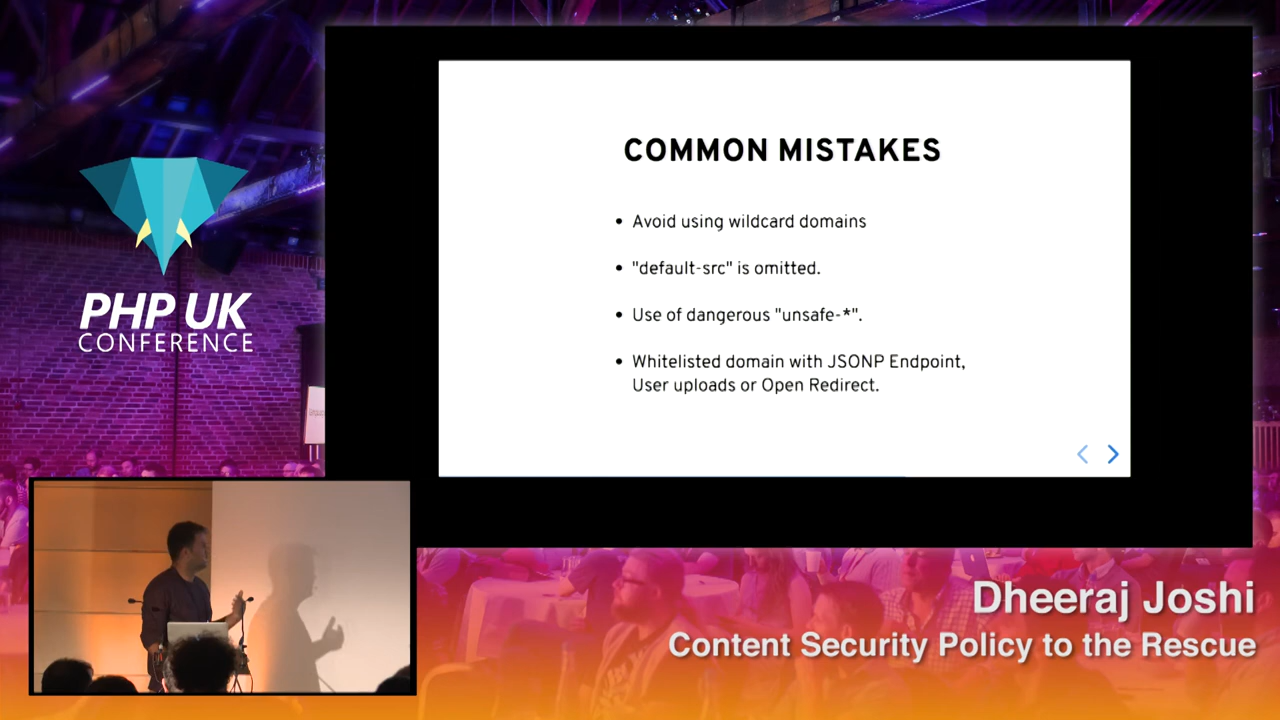 COMMON MISTAKES
• Avoid using wildcard domains
• "default-src" is omitted.
• Use of dangerous "unsafe-*".
• Whitelisted domain with JSONP Endpoint,
User uploads or Open Redirect.
PHP UK
CONFERENCE
Dheeraj Joshi
Content Security Policy to the Rescue